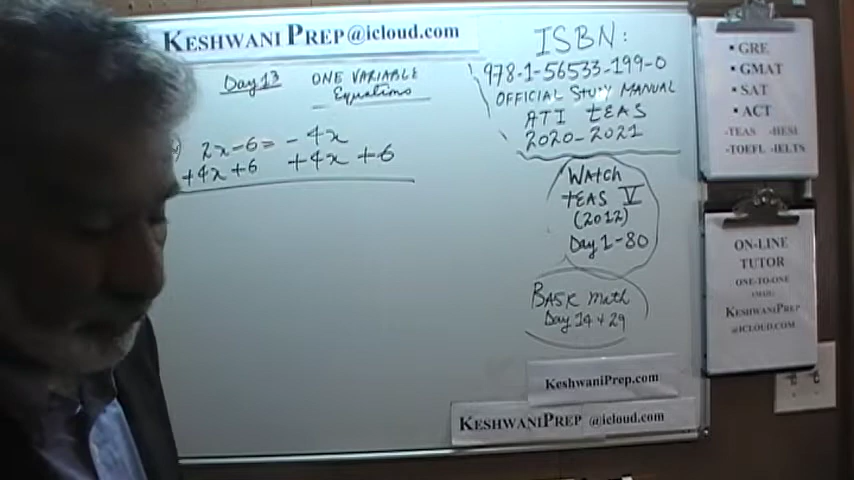 KESHWANI PREP@icloud.com
Day 13 ONE VARIABLE
Equations
2x-6= -4x
+4x +6 +4x +6
ISBN:
978-1-56533-199-0
OFFICIAL STUDY MANUAL
ATI TEAS
2020-2021
WATCH
TEAS V
(2012)
Day 1-80
BASIC Math
Day 14 & 29
KESHWANIPREP.COM
KESHWANIPREP @icloud.com
▪ GRE
▪ GMAT
▪ SAT
▪ ACT
-TEAS -HESI
-TOEFL -IELTS
ON-LINE
TUTOR
ONE-TO-ONE
EMAIL:
KESHWANIPREP
@ICLOUD.COM